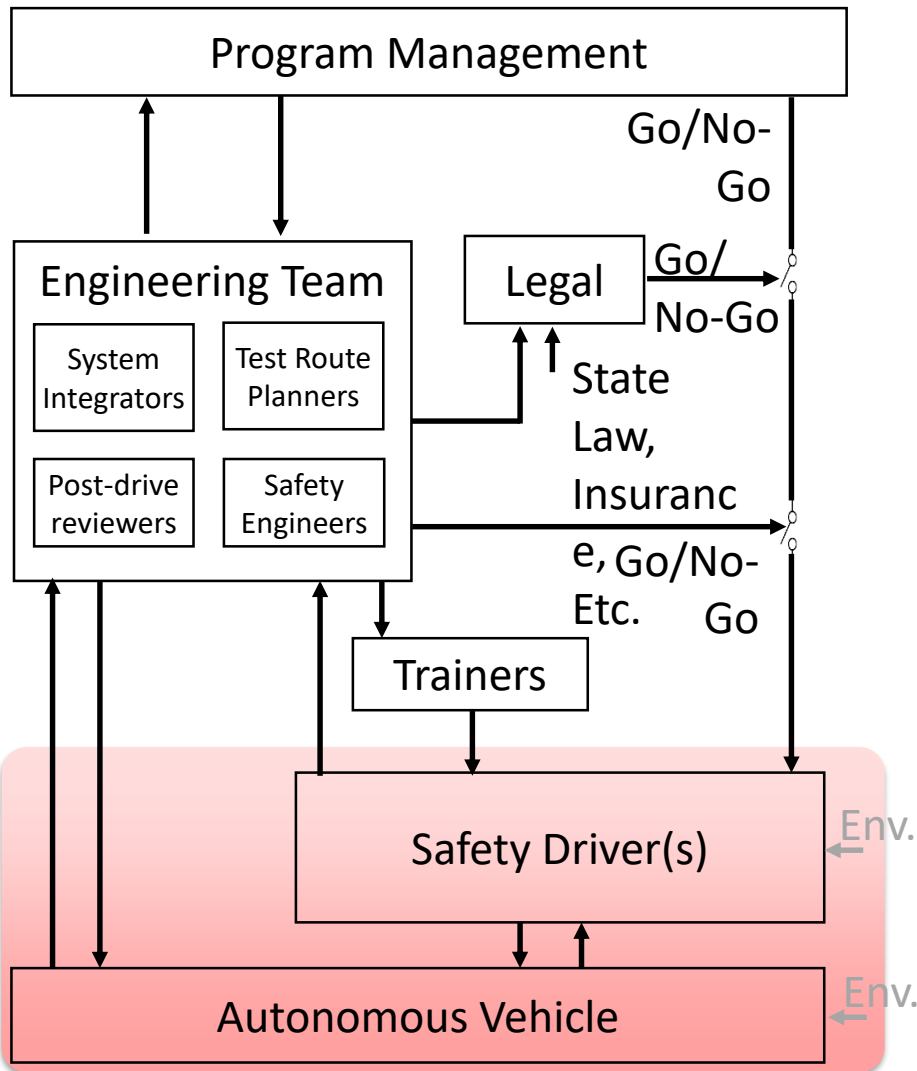 Program Management
Go/No-
Go
Engineering Team
System
Integrators
Test Route
Planners
Post-drive
reviewers
Safety
Engineers
Legal
Go/
No-Go
State
Law,
Insuranc
e,
Etc.
Go/No-
Go
Trainers
Safety Driver(s)
Env.
Autonomous Vehicle
Env.